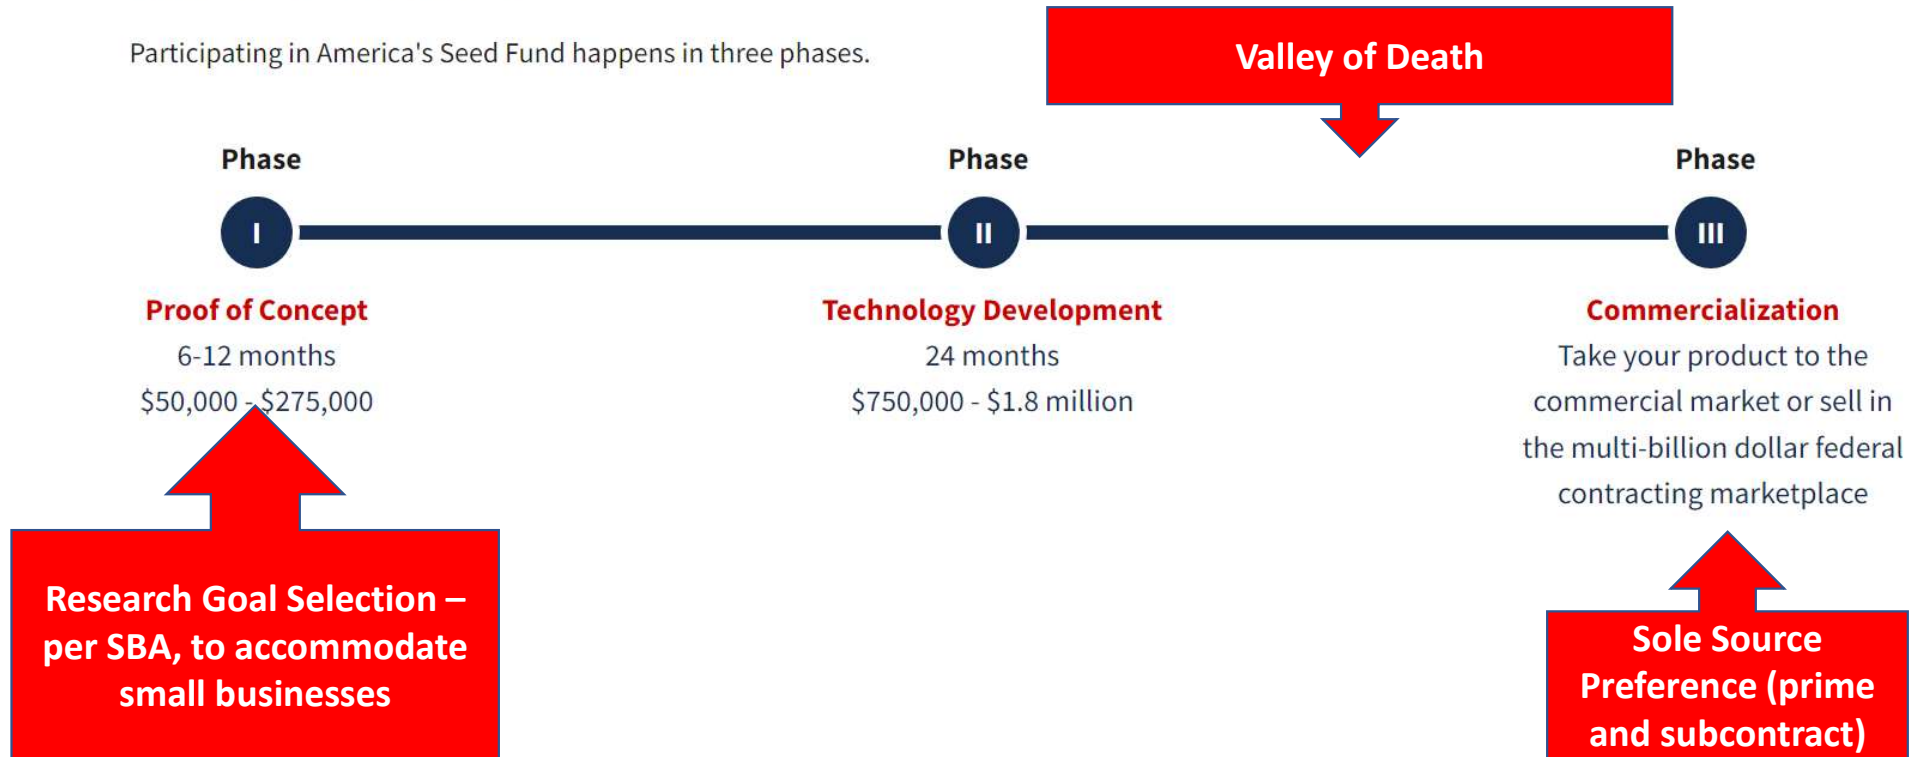 Participating in America's Seed Fund happens in three phases.
Valley of Death
Phase
Phase
Phase
I
II
III
Proof of Concept
6-12 months
$50,000 - $275,000
Technology Development
24 months
$750,000 - $1.8 million
Commercialization
Take your product to the
commercial market or sell in
the multi-billion dollar federal
contracting marketplace
Research Goal Selection –
per SBA, to accommodate
small businesses
Sole Source
Preference (prime
and subcontract)